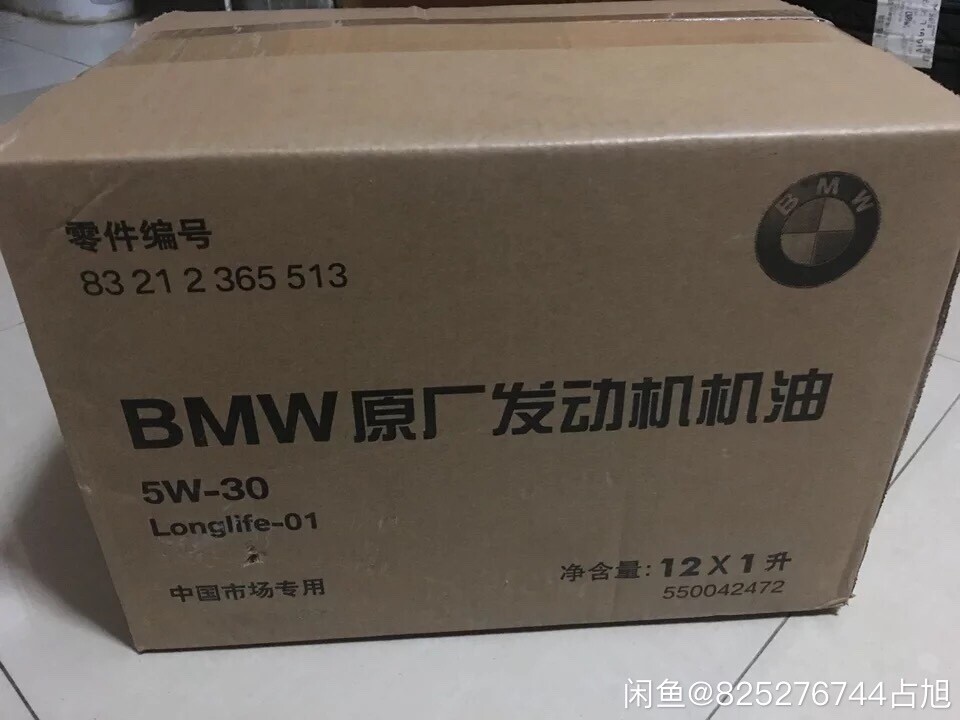 零件编号
83 21 2 365 513
BMW
BMW原厂发动机机油
5W-30
Longlife-01
中国市场专用
净含量：12X1升
550042472
闲鱼@825276744占旭